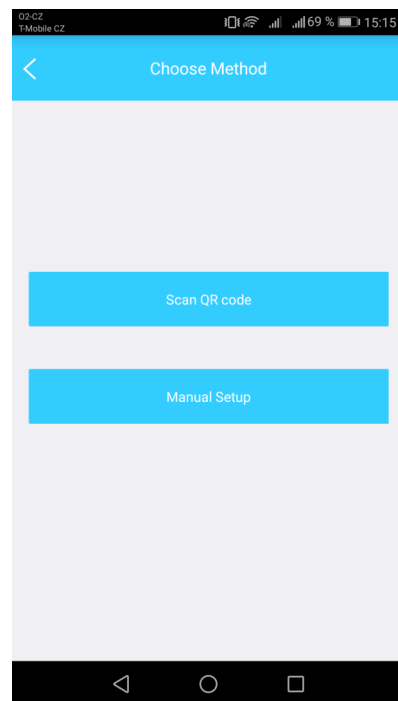 O2-CZ
T-Mobile CZ
69 % 15:15
Choose Method
Scan QR code
Manual Setup